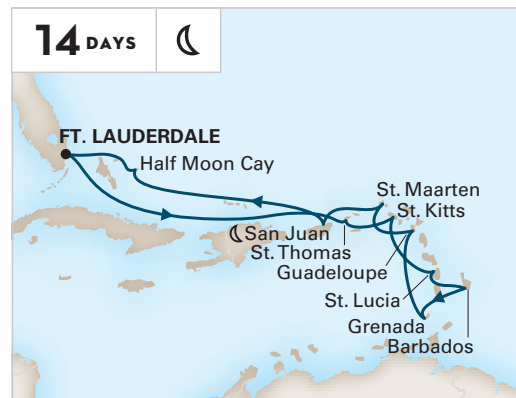 14 DAYS
FT. LAUDERDALE
Half Moon Cay
St. Maarten
St. Kitts
San Juan
St. Thomas
Guadeloupe
St. Lucia
Grenada
Barbados